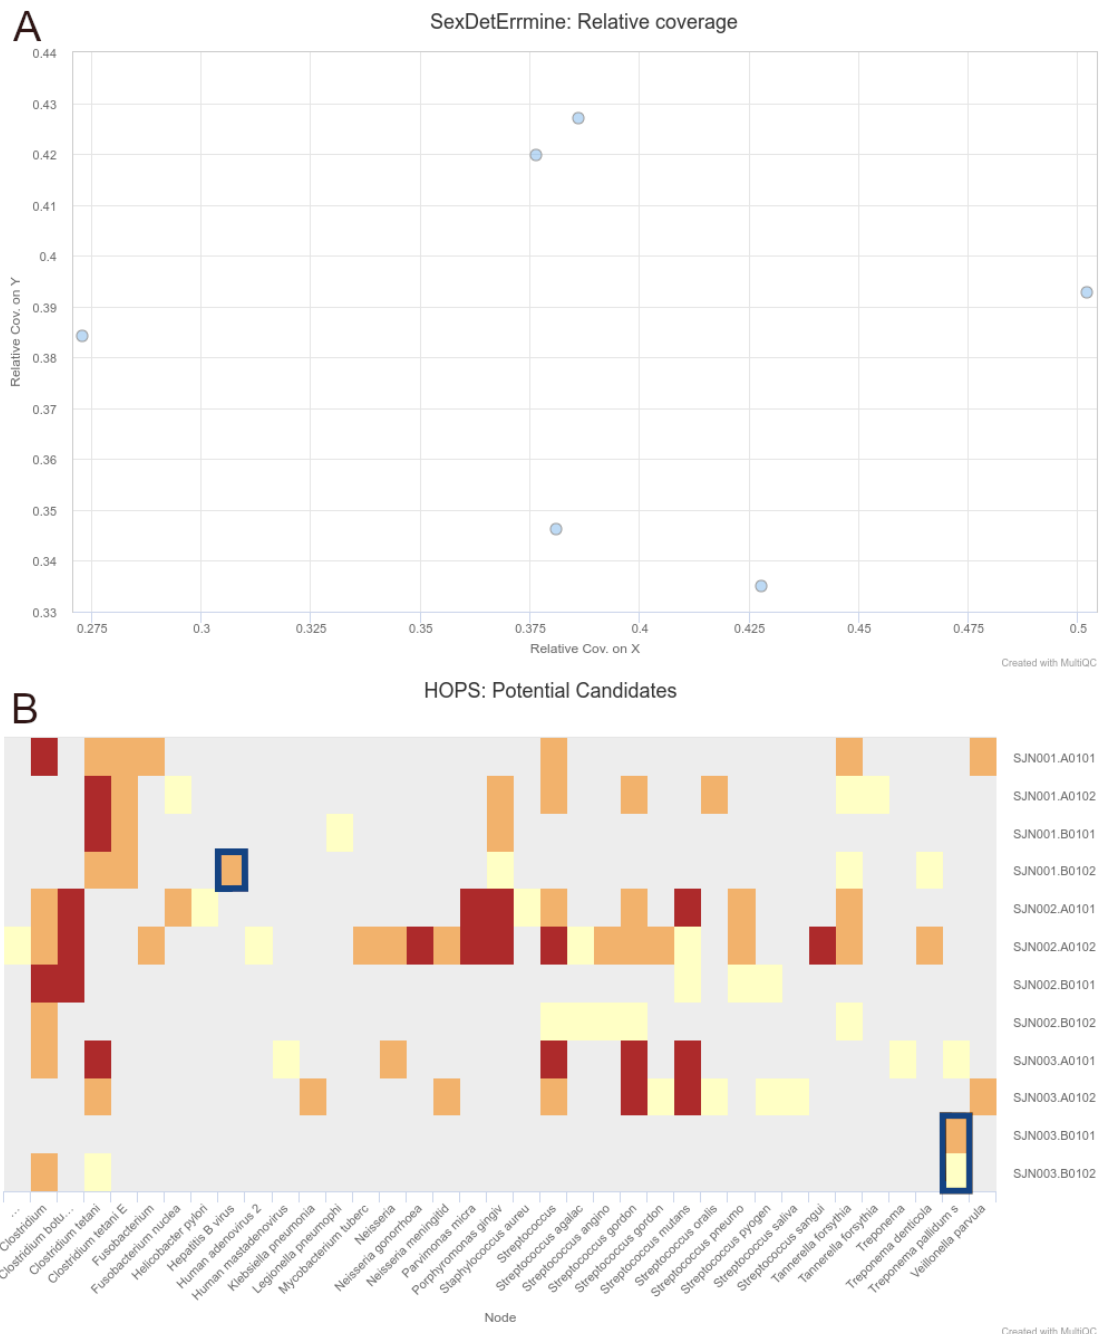 A
SexDetErrmine: Relative coverage
Relative Cov. on Y
0.44
0.43
0.42
0.41
0.4
0.39
0.38
0.37
0.36
0.35
0.34
0.33
0.275
0.3
0.325
0.35
0.375
0.4
0.425
0.45
0.475
0.5
Relative Cov. on X
Created with MultiQC
B
HOPS: Potential Candidates
SJN001.A0101
SJN001.A0102
SJN001.B0101
SJN001.B0102
SJN002.A0101
SJN002.A0102
SJN002.B0101
SJN002.B0102
SJN003.A0101
SJN003.A0102
SJN003.B0101
SJN003.B0102
...
Clostridium
Clostridium botu...
Clostridium tetani
Clostridium tetani E
Fusobacterium
Fusobacterium nuclea
Helicobacter pylori
Hepatitis B virus
Human adenovirus 2
Human mastadenovirus
Klebsiella pneumonia
Legionella pneumophi
Mycobacterium tuberc
Neisseria
Neisseria gonorrhoea
Neisseria meningitid
Parvimonas micra
Porphyromonas gingiv
Staphylococcus aureu
Streptococcus
Streptococcus agalac
Streptococcus angino
Streptococcus gordon
Streptococcus gordon
Streptococcus mutans
Streptococcus oralis
Streptococcus pneumo
Streptococcus pyogen
Streptococcus saliva
Streptococcus sangui
Tannerella forsythia
Tannerella forsythia
Treponema
Treponema denticola
Treponema pallidum s
Veillonella parvula
Node
Created with MultiQC